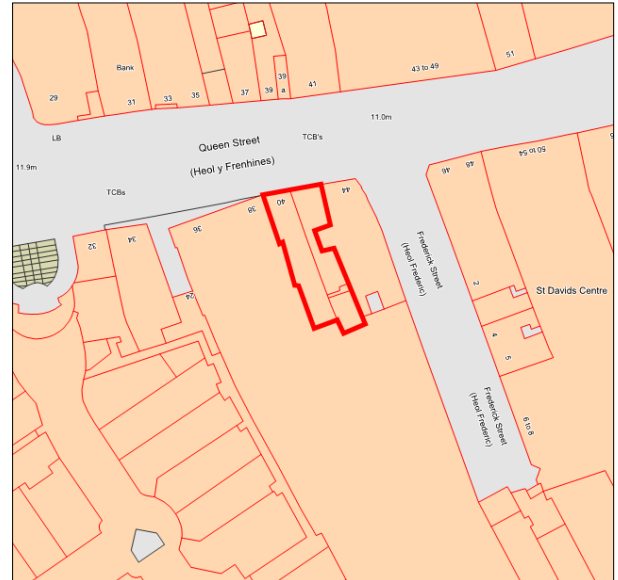 51
43 to 49
41
39
a
39
37
35
33
31
29
Bank
LB
11.9m
TCBs
Queen Street
(Heol y Frenhines)
TCB's
11.0m
32
34
36
38
40
44
46
48
50 to 54
24
Frederick Street
(Heol Frederic)
2
4
5
St Davids Centre
Frederick Street
(Heol Frederic)
6 to 8